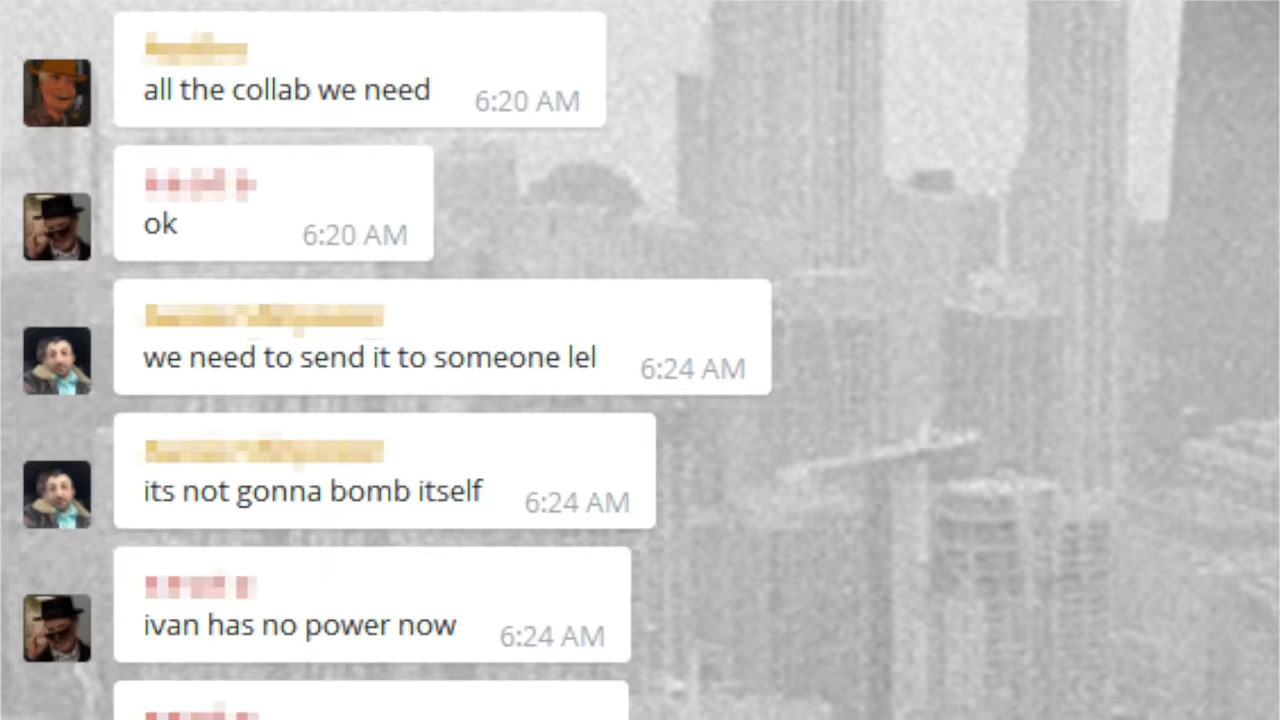 all the collab we need
6:20 AM
ok
6:20 AM
we need to send it to someone lel
6:24 AM
its not gonna bomb itself
6:24 AM
ivan has no power now
6:24 AM